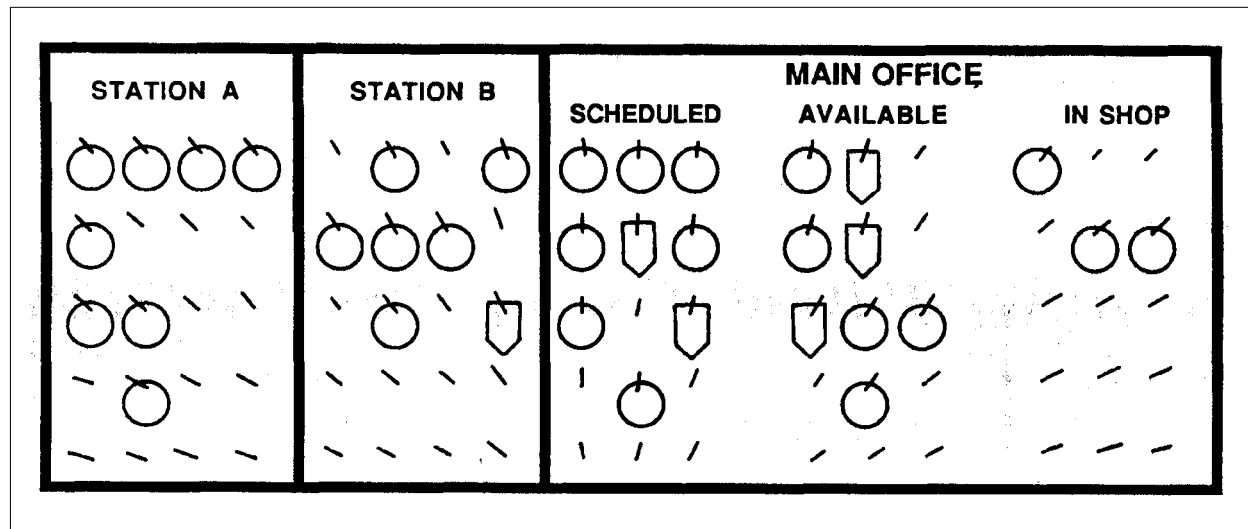 STATION A
STATION B
MAIN OFFICE
SCHEDULED
AVAILABLE
IN SHOP